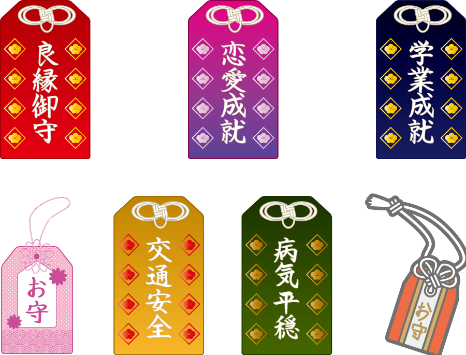 良縁御守
恋愛成就
学業成就
お守
交通安全
病気平穏
お守